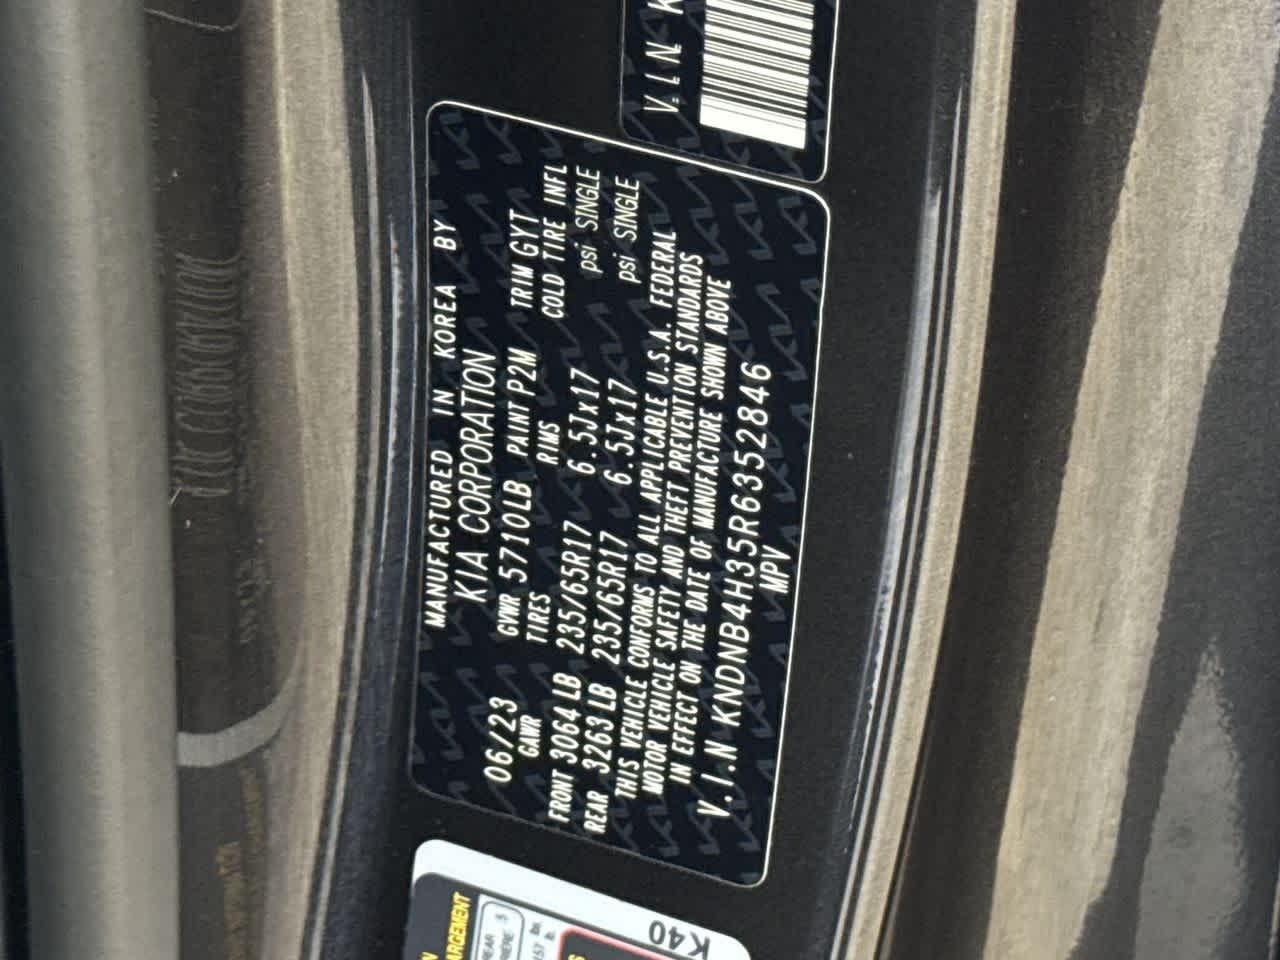 V.I.N. K
MANUFACTURED IN KOREA BY
KIA CORPORATION
06/23 GVWR 5710LB PAINT P2M TRIM GYT
GAWR TIRES RIMS COLD TIRE INFL
FRONT 3064 LB 235/65R17 6.5Jx17 psi SINGLE
REAR 3263 LB 235/65R17 6.5Jx17 psi SINGLE
THIS VEHICLE CONFORMS TO ALL APPLICABLE U.S.A. FEDERAL
MOTOR VEHICLE SAFETY AND THEFT PREVENTION STANDARDS
IN EFFECT ON THE DATE OF MANUFACTURE SHOWN ABOVE
V.I.N KNDNB4H35R6352846
MPV
K40
ARGEMENT
REAR 5